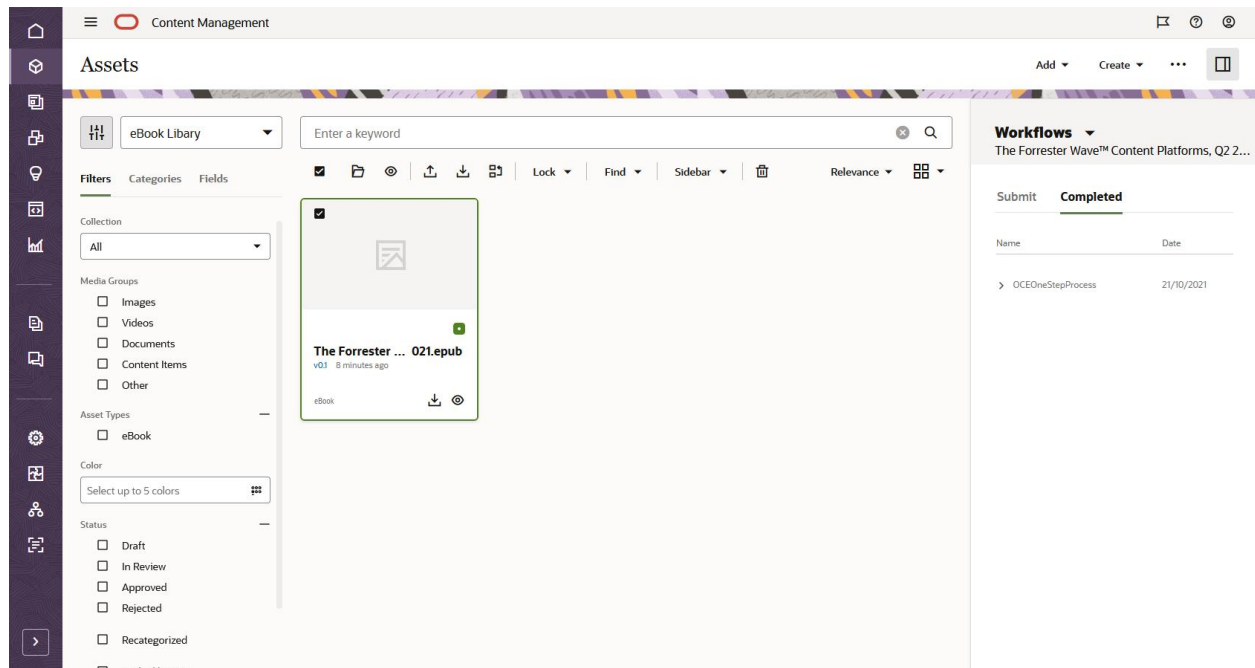 Content Management
Assets
Add
Create
eBook Libary
Enter a keyword
Filters
Categories
Fields
Lock
Find
Sidebar
Relevance
Collection
All
Media Groups
Images
Videos
Documents
Content Items
Other
Asset Types
eBook
Color
Select up to 5 colors
Status
Draft
In Review
Approved
Rejected
Recategorized
The Forrester ... 021.epub
v0.1 8 minutes ago
eBook
Workflows
The Forrester Wave™ Content Platforms, Q2 2...
Submit
Completed
Name
Date
OCEOneStepProcess
21/10/2021